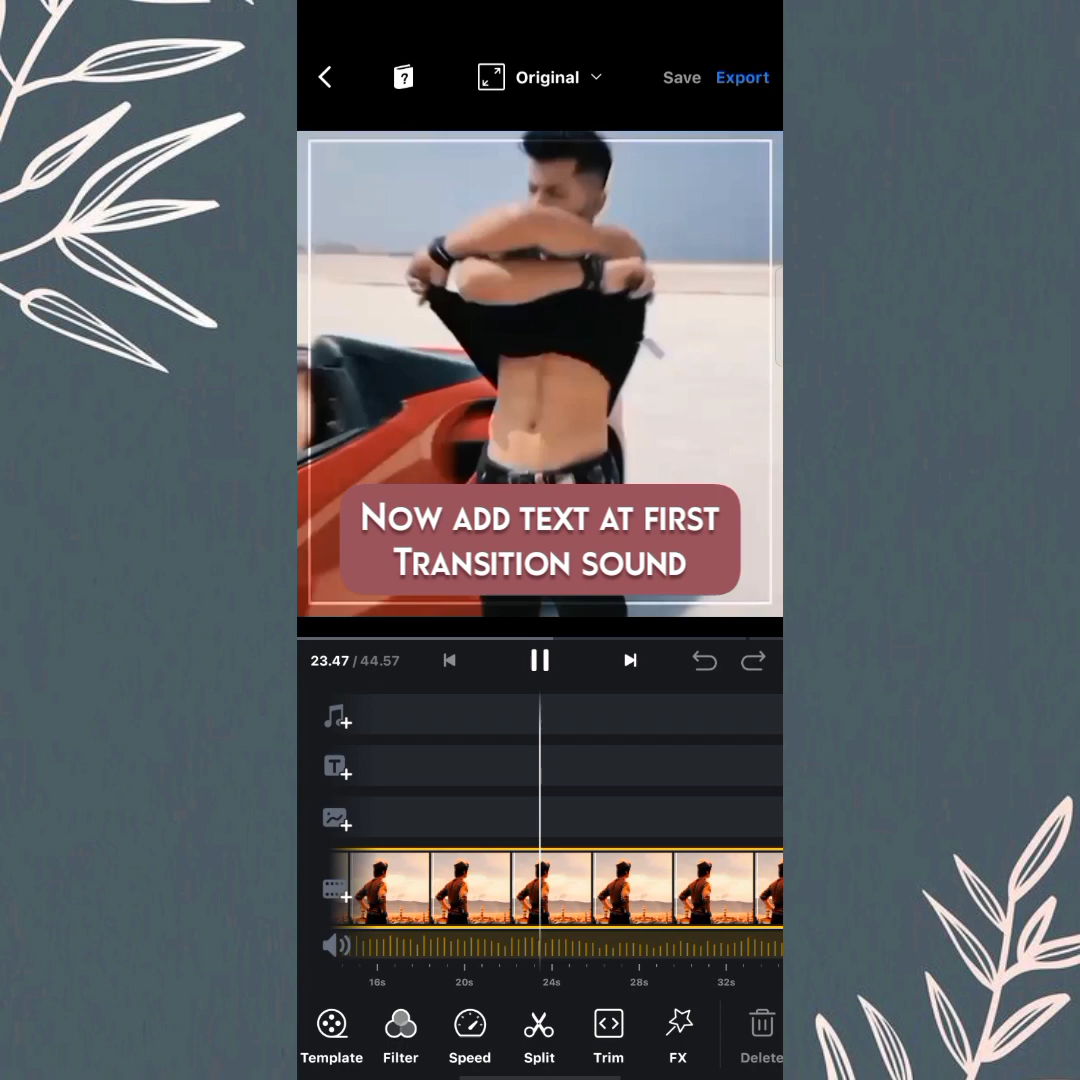 Original
Save
Export
Now add text at first
Transition sound
23.47 / 44.57
16s
20s
24s
28s
32s
Template
Filter
Speed
Split
Trim
FX
Delete